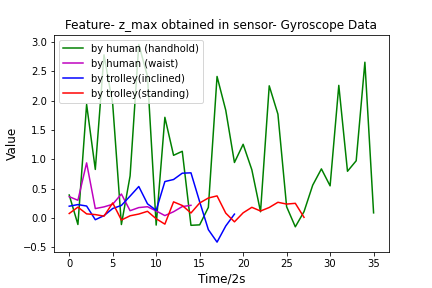 Feature- z_max obtained in sensor- Gyroscope Data
by human (handhold)
by human (waist)
by trolley(inclined)
by trolley(standing)
Value
3.0
2.5
2.0
1.5
1.0
0.5
0.0
−0.5
0 5 10 15 20 25 30 35
Time/2s